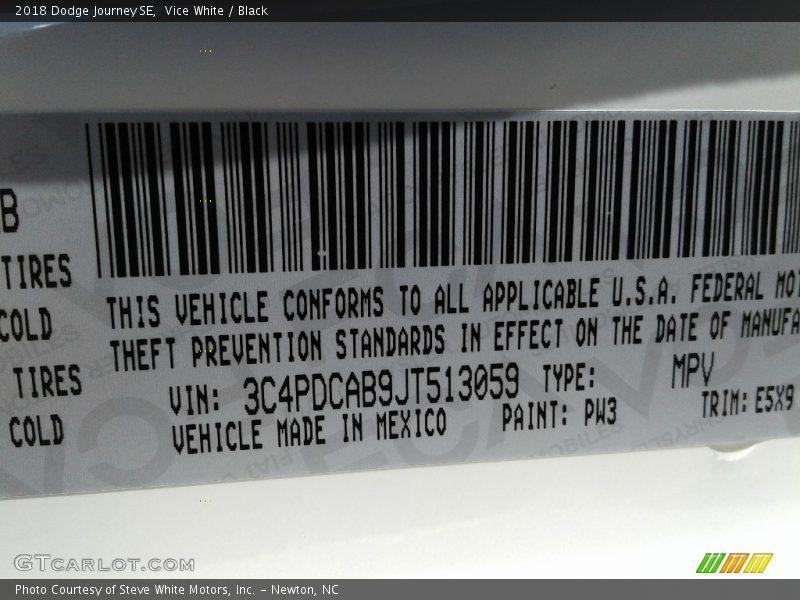 2018 Dodge Journey SE,  Vice White / Black
B
TIRES
COLD
TIRES
COLD
THIS VEHICLE CONFORMS TO ALL APPLICABLE U.S.A. FEDERAL MOT
THEFT PREVENTION STANDARDS IN EFFECT ON THE DATE OF MANUFA
VIN: 3C4PDCAB9JT513059 TYPE: MPV
VEHICLE MADE IN MEXICO PAINT: PW3 TRIM: E5X9
GTcarlot.com
Photo Courtesy of Steve White Motors, Inc. – Newton, NC